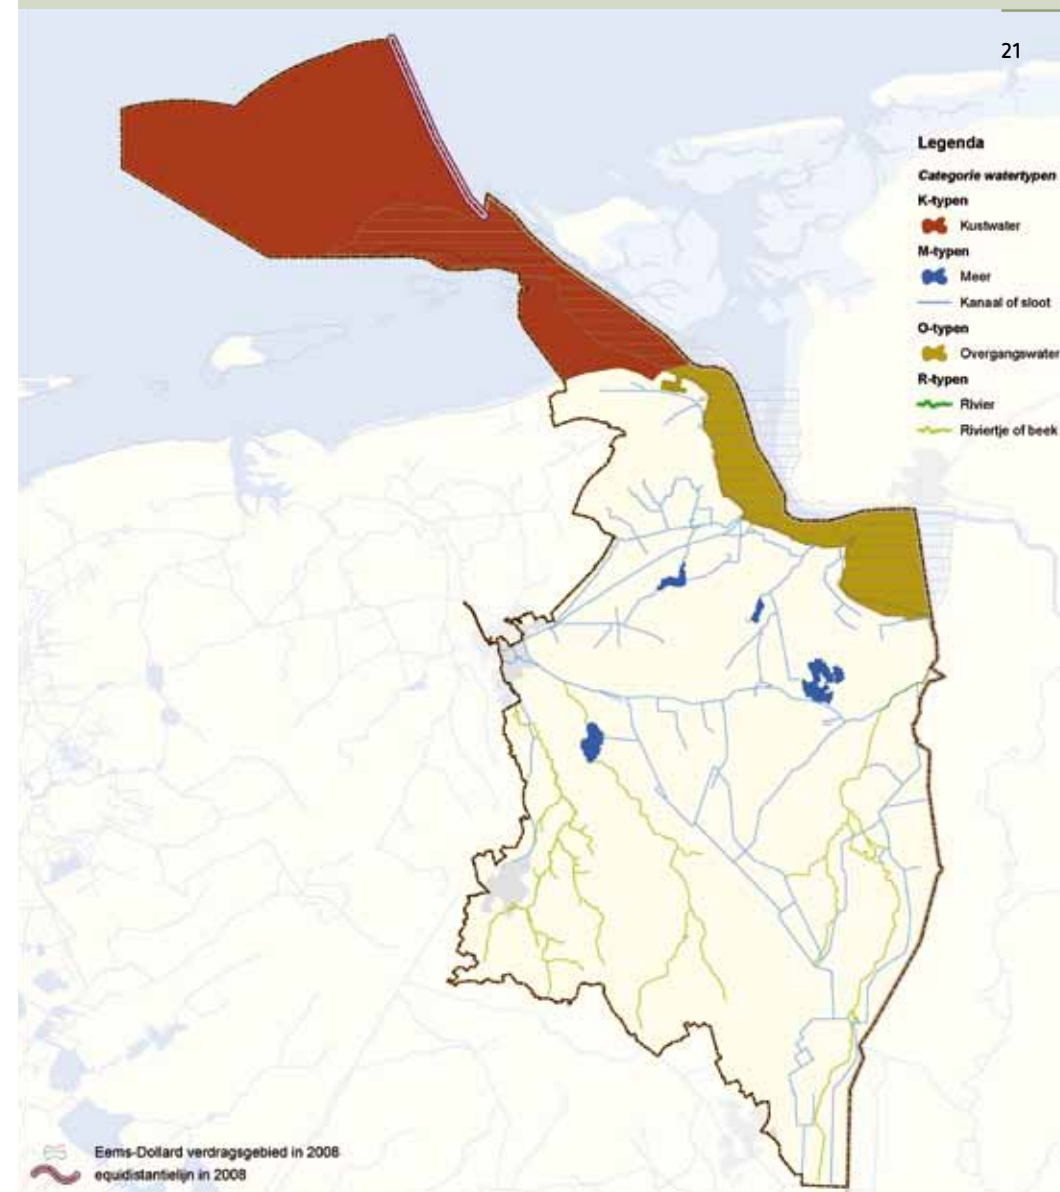 21
Legenda
Categorie watertypen
K-typen
Kustwater
M-typen
Meer
Kanaal of sloot
O-typen
Overgangswater
R-typen
Rivier
Riviertje of beek
Eems-Dollard verdragsgebied in 2008
equidistantielijn in 2008